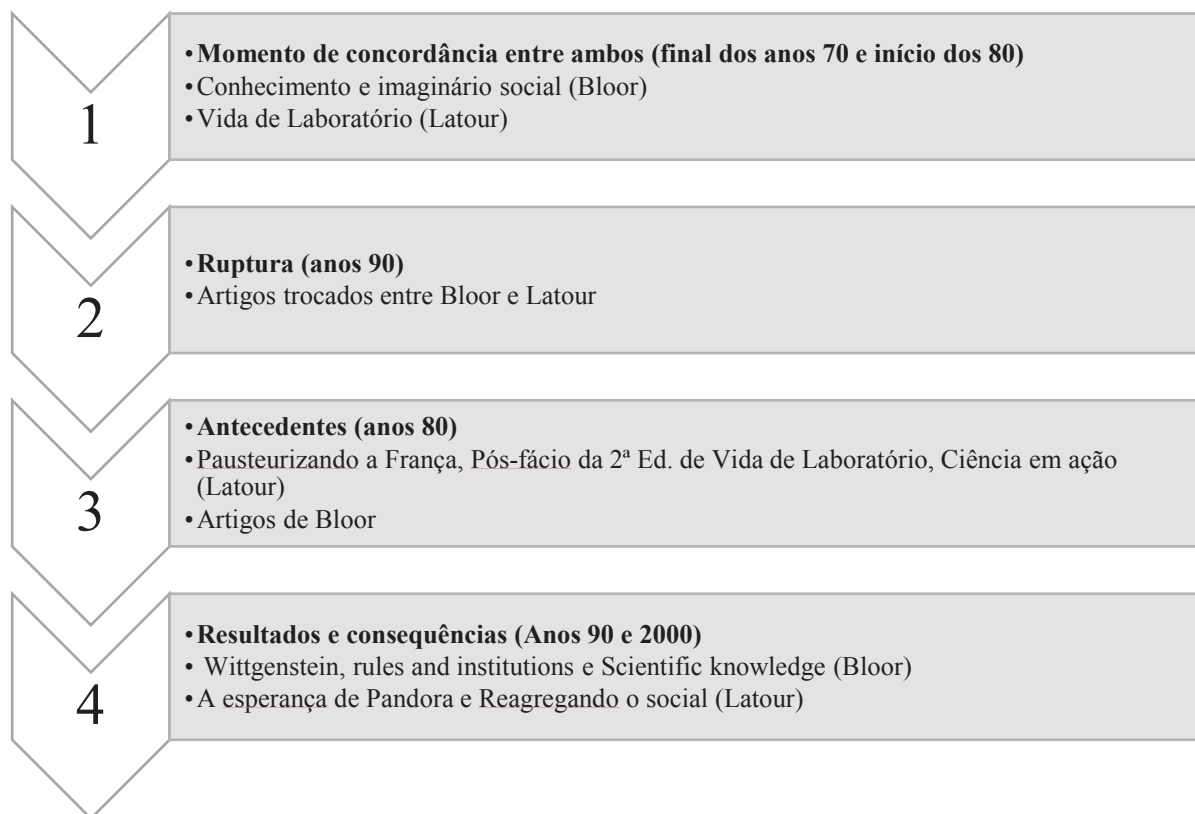 1
•Momento de concordância entre ambos (final dos anos 70 e início dos 80)
•Conhecimento e imaginário social (Bloor)
•Vida de Laboratório (Latour)
2
•Ruptura (anos 90)
•Artigos trocados entre Bloor e Latour
3
•Antecedentes (anos 80)
•Pausteurizando a França, Pós-fácio da 2ª Ed. de Vida de Laboratório, Ciência em ação
(Latour)
•Artigos de Bloor
4
•Resultados e consequências (Anos 90 e 2000)
• Wittgenstein, rules and institutions e Scientific knowledge (Bloor)
•A esperança de Pandora e Reagregando o social (Latour)